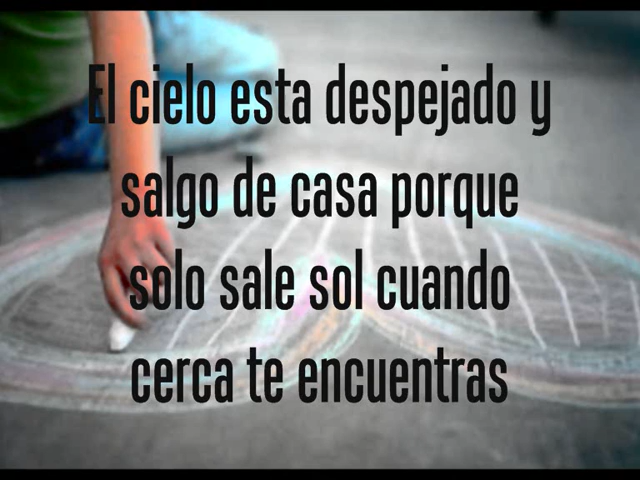 El cielo esta despejado y
salgo de casa porque
solo sale sol cuando
cerca te encuentras